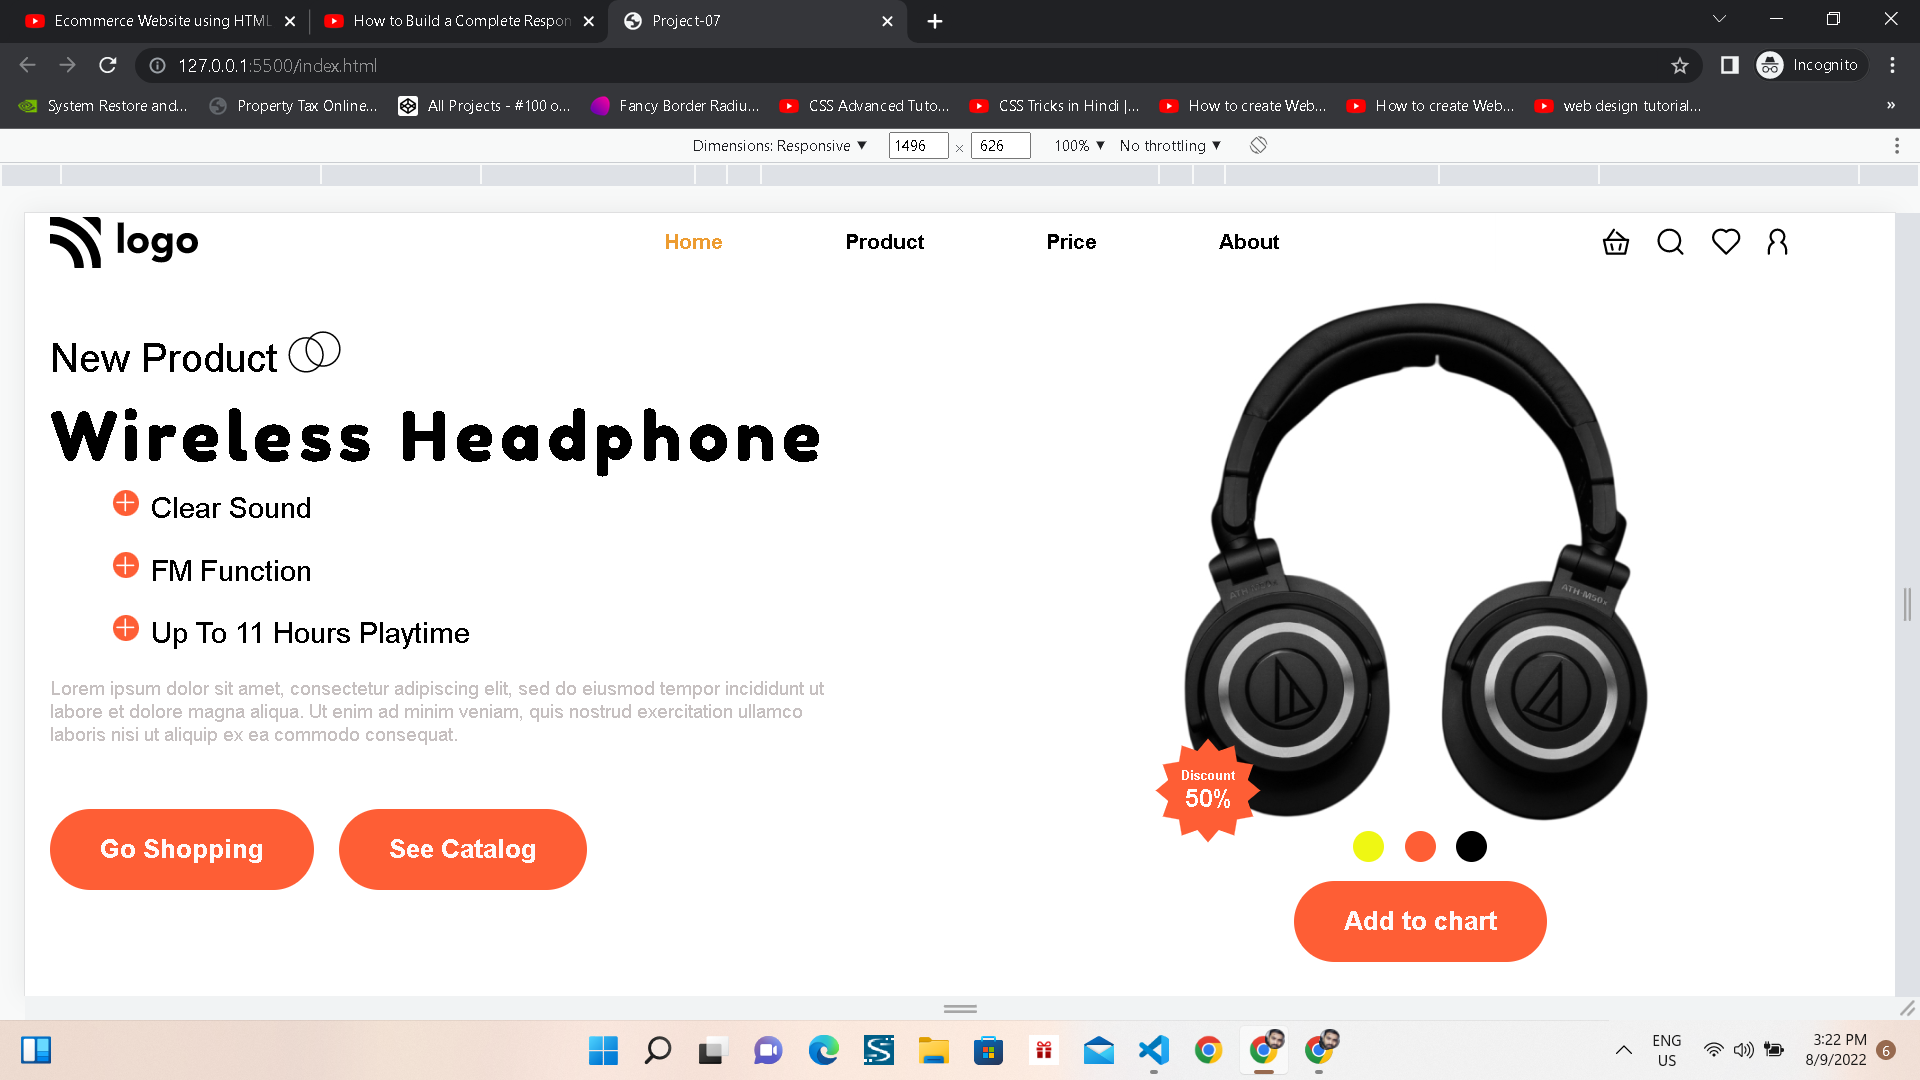 Ecommerce Website using HTML
How to Build a Complete Respon
Project-07
127.0.0.1:5500/index.html
Incognito
System Restore and...
Property Tax Online...
All Projects - #100 o...
Fancy Border Radiu...
CSS Advanced Tuto...
CSS Tricks in Hindi |...
How to create Web...
How to create Web...
web design tutorial...
»
Dimensions: Responsive ▼
1496 × 626
100% ▼
No throttling ▼
logo
Home
Product
Price
About
New Product
Wireless Headphone
Clear Sound
FM Function
Up To 11 Hours Playtime
Lorem ipsum dolor sit amet, consectetur adipiscing elit, sed do eiusmod tempor incididunt ut
labore et dolore magna aliqua. Ut enim ad minim veniam, quis nostrud exercitation ullamco
laboris nisi ut aliquip ex ea commodo consequat.
Go Shopping
See Catalog
ATH-M50x
Discount
50%
Add to chart
ENG
US
3:22 PM
8/9/2022
6